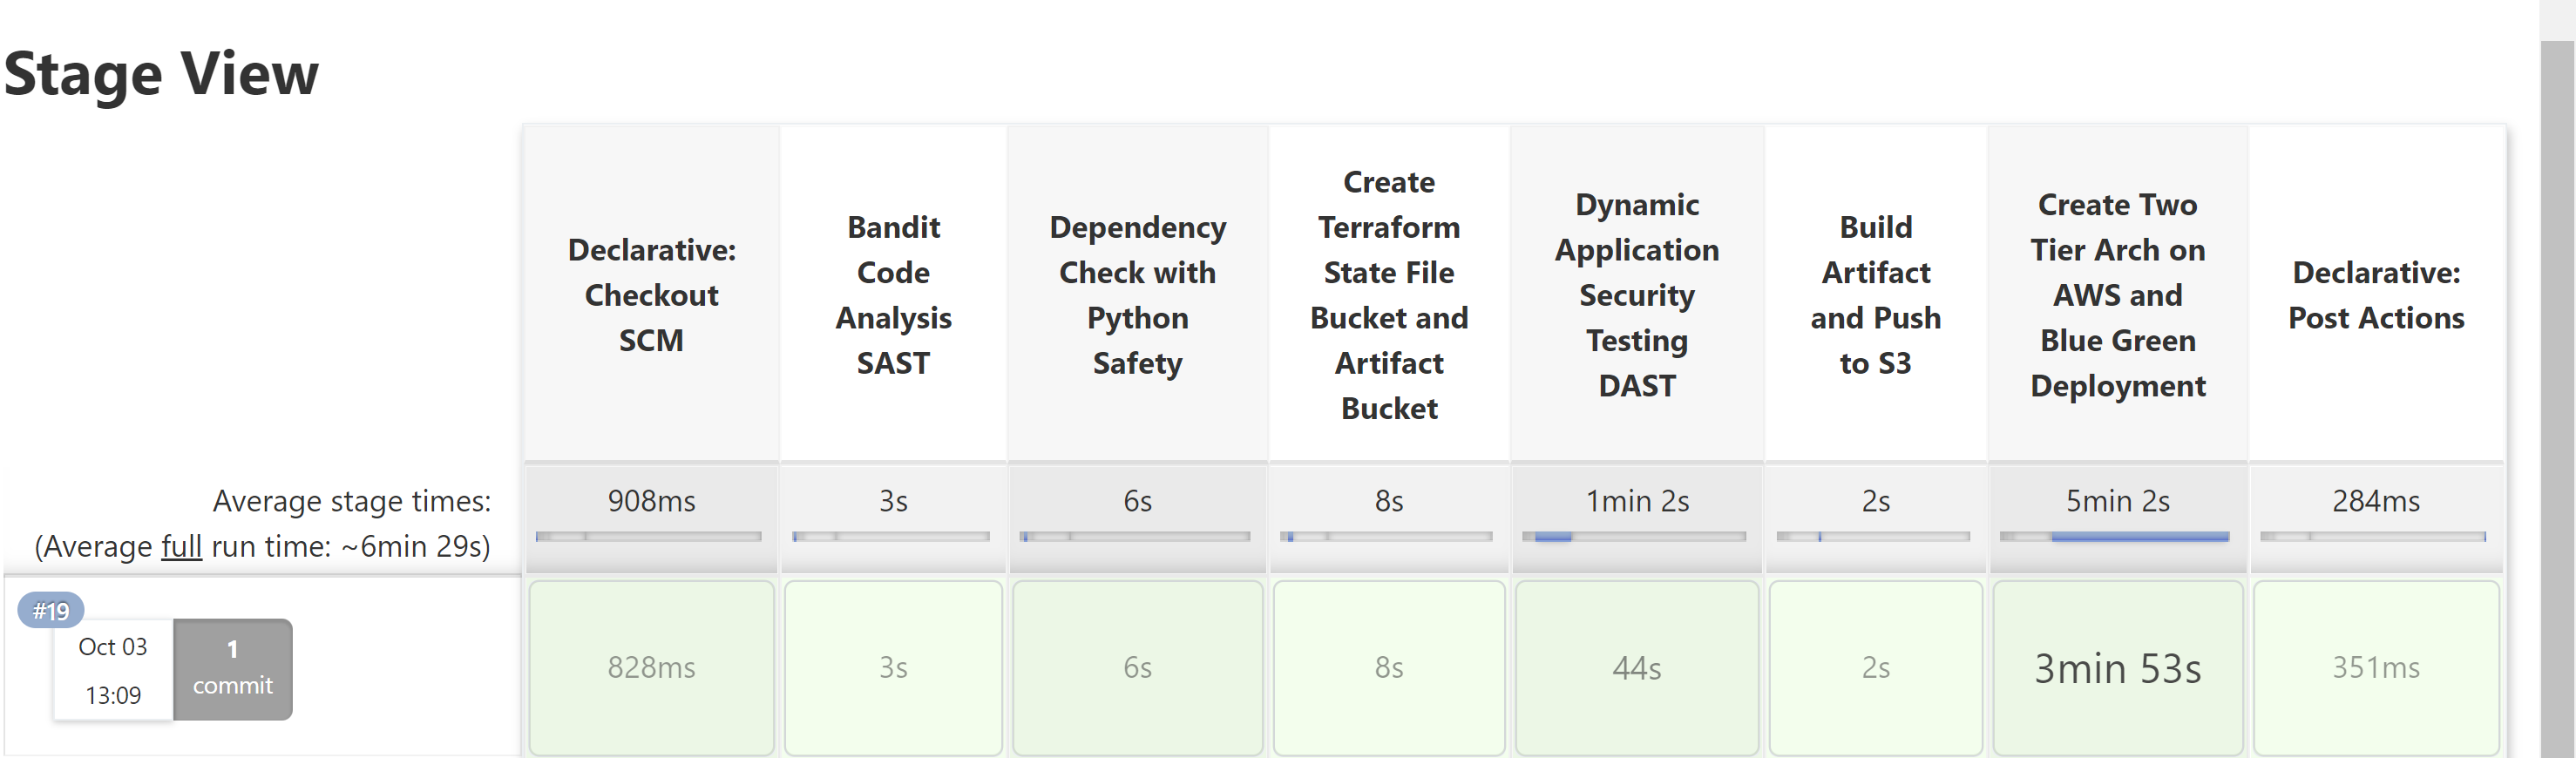 Stage View
Declarative:
Checkout
SCM
Bandit
Code
Analysis
SAST
Dependency
Check with
Python
Safety
Create
Terraform
State File
Bucket and
Artifact
Bucket
Dynamic
Application
Security
Testing
DAST
Build
Artifact
and Push
to S3
Create Two
Tier Arch on
AWS and
Blue Green
Deployment
Declarative:
Post Actions
Average stage times:
(Average full run time: ~6min 29s)
908ms
3s
6s
8s
1min 2s
2s
5min 2s
284ms
#19
Oct 03
13:09
1
commit
828ms
3s
6s
8s
44s
2s
3min 53s
351ms